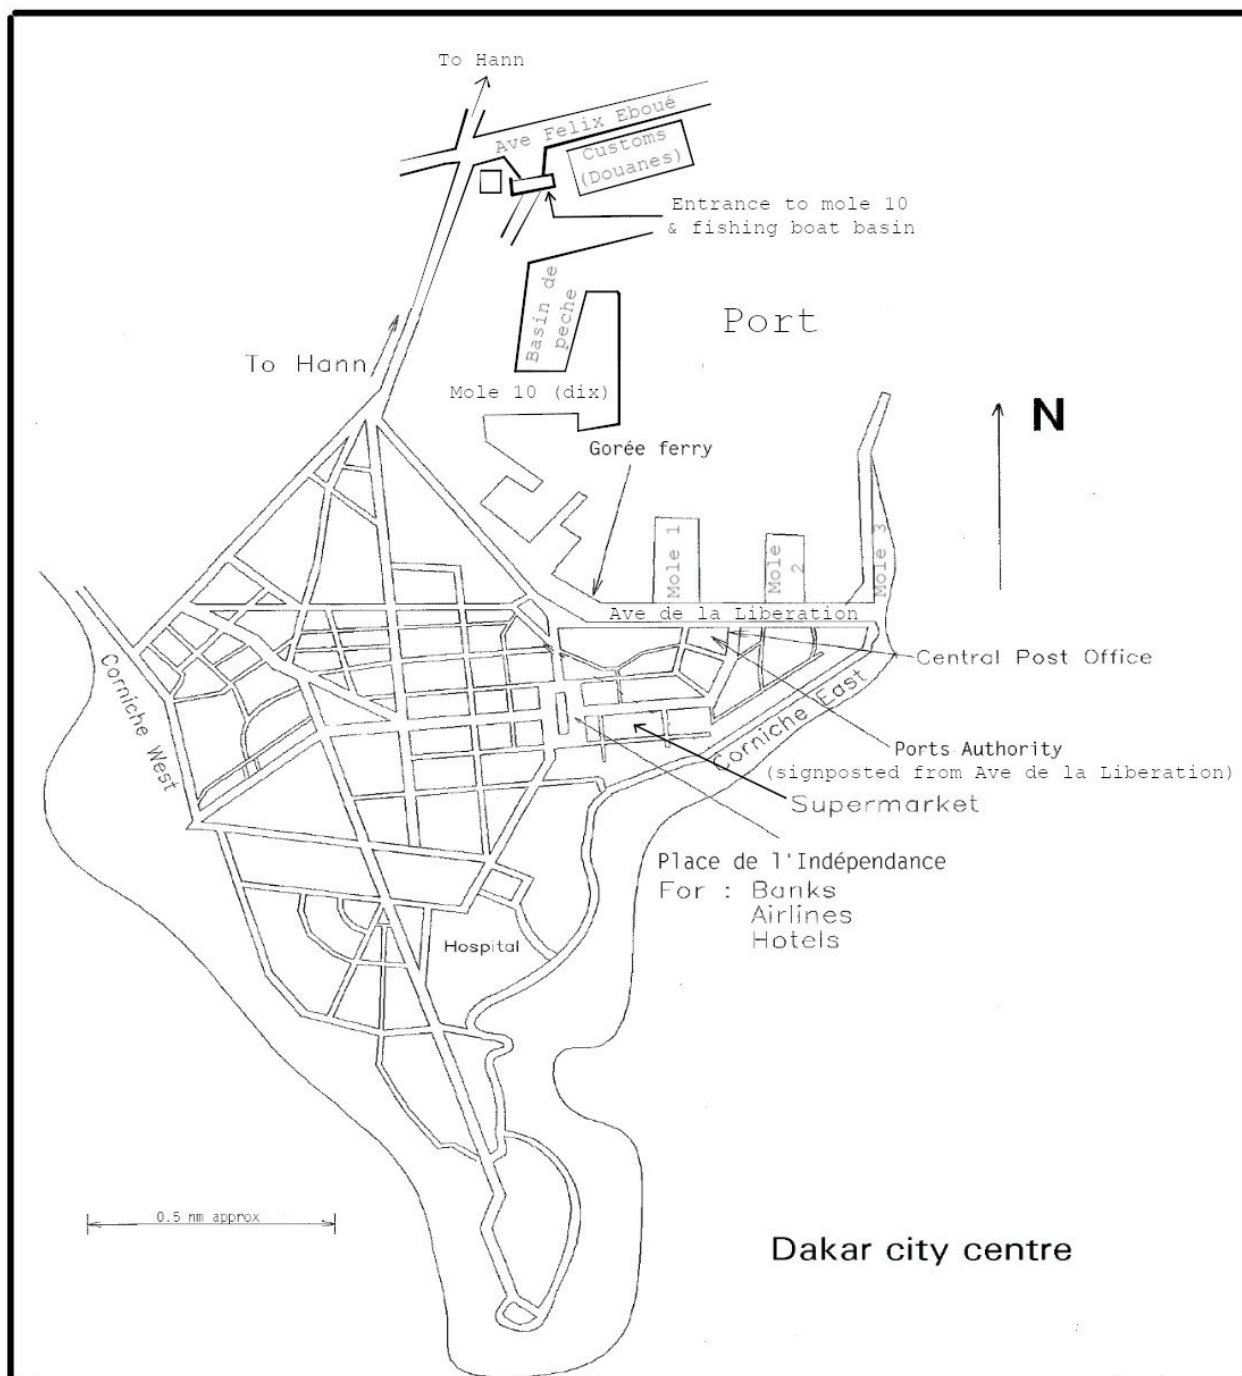 To Hann
Ave Felix Eboué
Customs
(Douanes)
Entrance to mole 10
& fishing boat basin
Basin de
peche
Port
To Hann
Mole 10 (dix)
N
Gorée ferry
Mole 1
Mole
2
Mole 3
Ave de la Liberation
Central Post Office
Corniche West
Corniche East
Ports Authority
(signposted from Ave de la Liberation)
Supermarket
Place de l'Indépendance
For : Banks
Airlines
Hotels
Hospital
0.5 nm approx
Dakar city centre